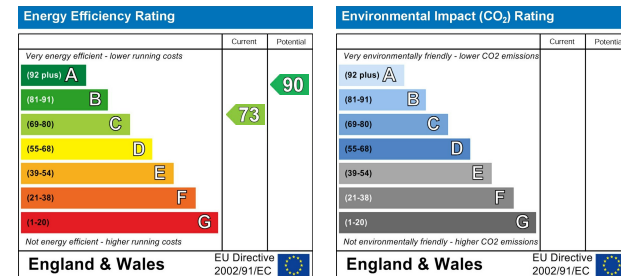 Energy Efficiency Rating
Current Potential
Very energy efficient - lower running costs
(92 plus) A
(81-91) B
(69-80) C
(55-68) D
(39-54) E
(21-38) F
(1-20) G
73
90
Not energy efficient - higher running costs
England & Wales
EU Directive
2002/91/EC
Environmental Impact (CO₂) Rating
Current Potential
Very environmentally friendly - lower CO2 emissions
(92 plus) A
(81-91) B
(69-80) C
(55-68) D
(39-54) E
(21-38) F
(1-20) G
Not environmentally friendly - higher CO2 emissions
England & Wales
EU Directive
2002/91/EC